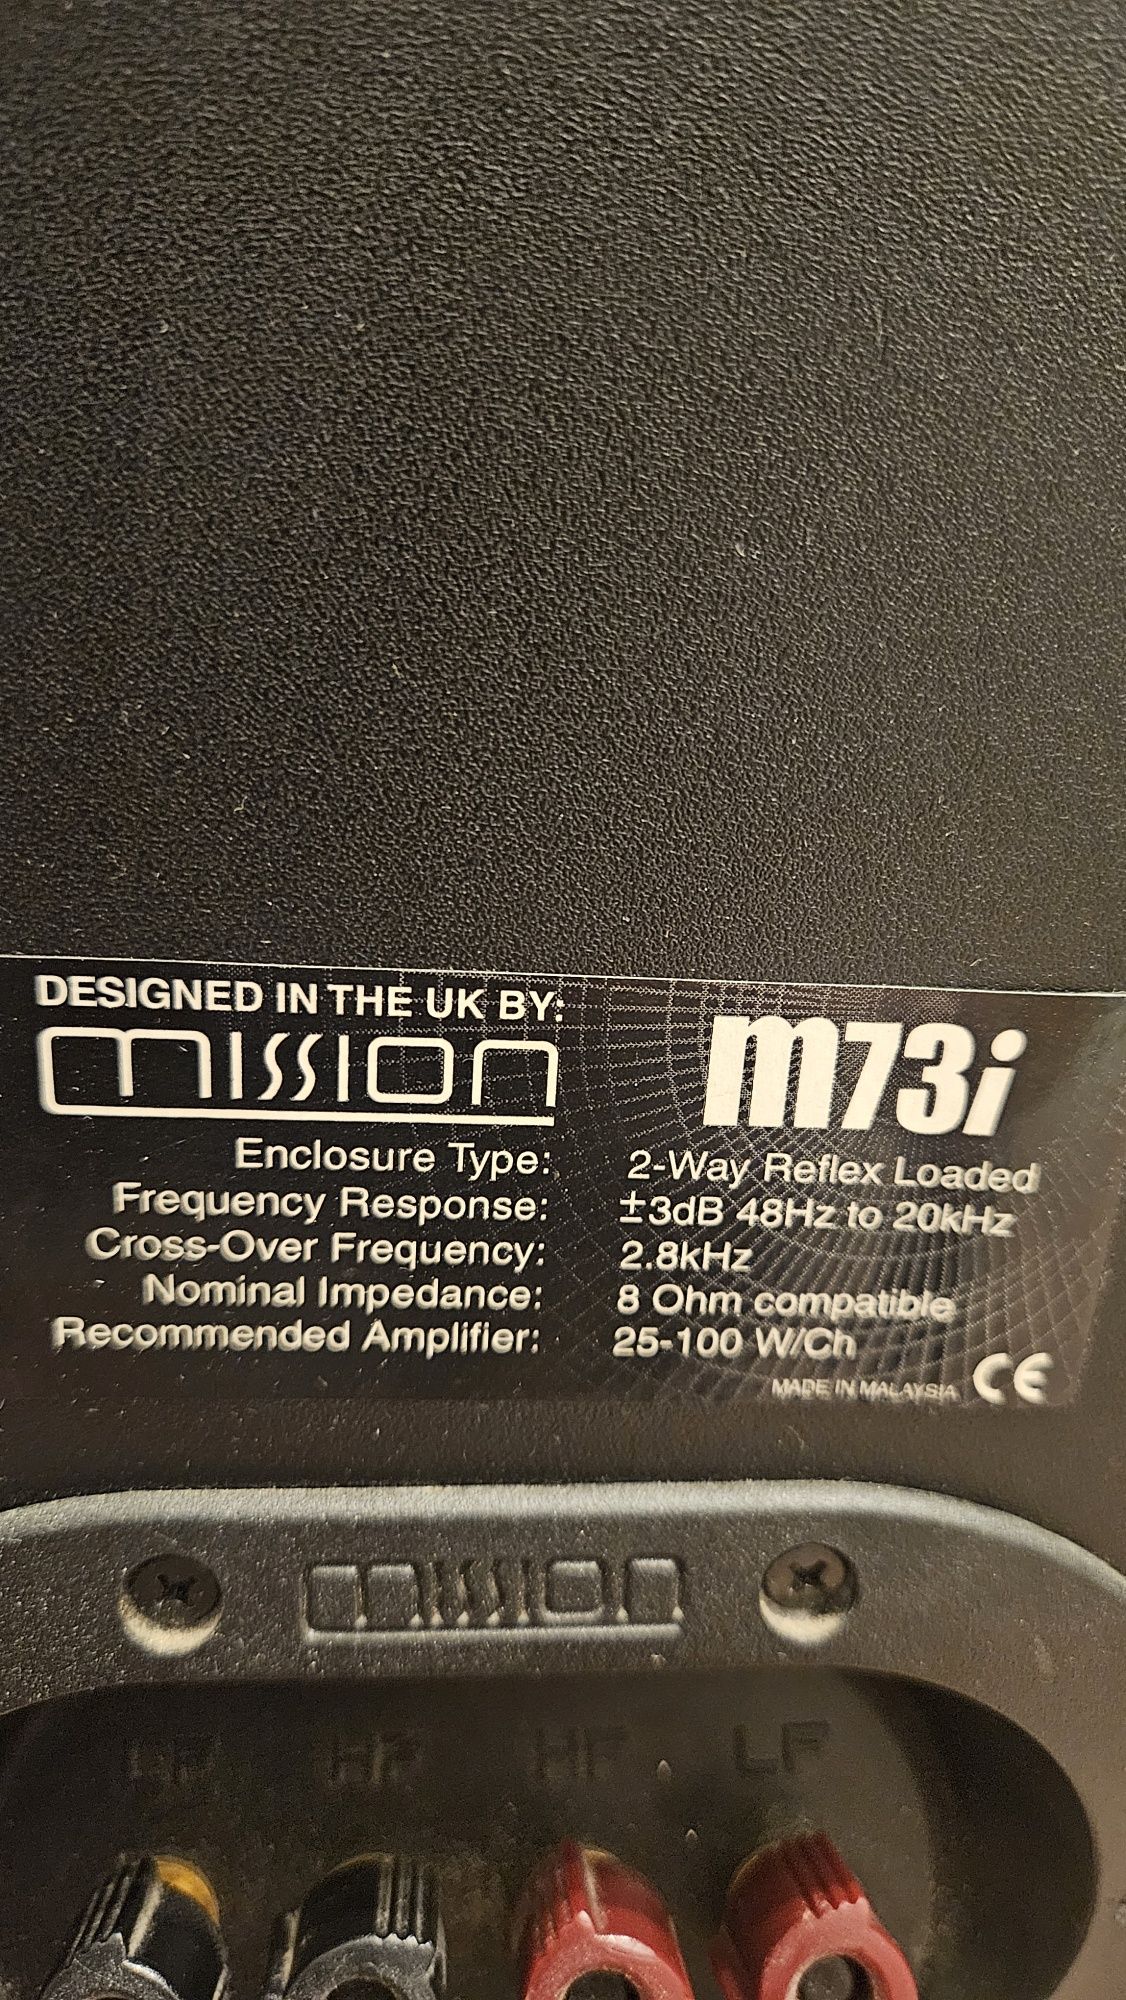 DESIGNED IN THE UK BY:
mission
m73i
Enclosure Type: 2-Way Reflex Loaded
Frequency Response: ±3dB 48Hz to 20kHz
Cross-Over Frequency: 2.8kHz
Nominal Impedance: 8 Ohm compatible
Recommended Amplifier: 25-100 W/Ch
MADE IN MALAYSIA CE
mission
LF HF HF LF